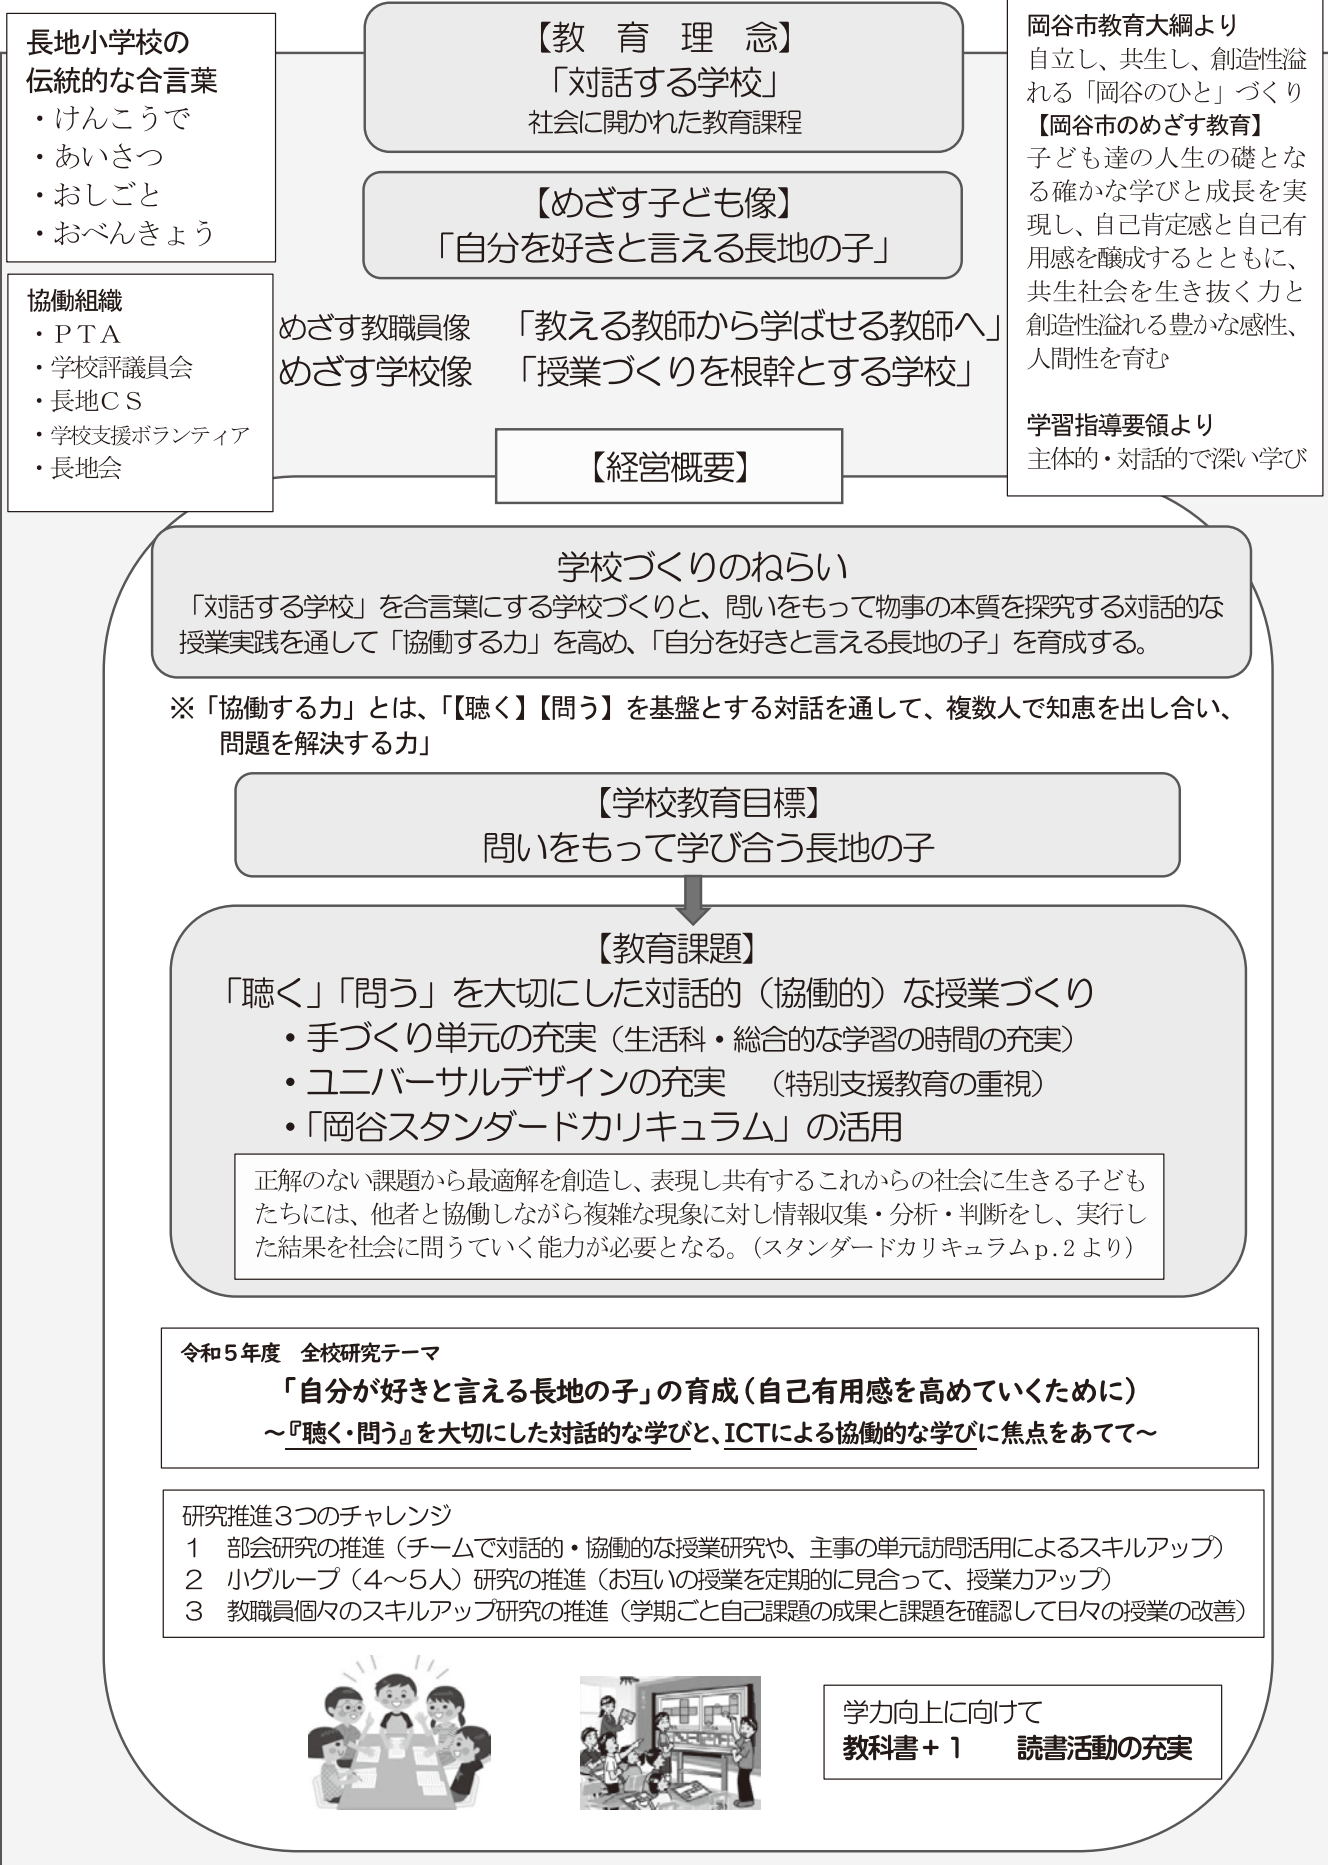 長地小学校の
伝統的な合言葉
・けんこうで
・あいさつ
・おしごと
・おべんきょう
協働組織
・ＰＴＡ
・学校評議員会
・長地ＣＳ
・学校支援ボランティア
・長地会
【教　育　理　念】
「対話する学校」
社会に開かれた教育課程
【めざす子ども像】
「自分を好きと言える長地の子」
めざす教職員像　「教える教師から学ばせる教師へ」
めざす学校像　「授業づくりを根幹とする学校」
岡谷市教育大綱より
自立し、共生し、創造性溢
れる「岡谷のひと」づくり
【岡谷市のめざす教育】
子ども達の人生の礎とな
る確かな学びと成長を実
現し、自己肯定感と自己有
用感を醸成するとともに、
共生社会を生き抜く力と
創造性溢れる豊かな感性、
人間性を育む
学習指導要領より
主体的・対話的で深い学び
【経営概要】
学校づくりのねらい
「対話する学校」を合言葉にする学校づくりと、問いをもって物事の本質を探究する対話的な
授業実践を通して「協働する力」を高め、「自分を好きと言える長地の子」を育成する。
※「協働する力」とは、「【聴く】【問う】を基盤とする対話を通して、複数人で知恵を出し合い、
問題を解決する力」
【学校教育目標】
問いをもって学び合う長地の子
【教育課題】
「聴く」「問う」を大切にした対話的（協働的）な授業づくり
・手づくり単元の充実（生活科・総合的な学習の時間の充実）
・ユニバーサルデザインの充実　（特別支援教育の重視）
・「岡谷スタンダードカリキュラム」の活用
正解のない課題から最適解を創造し、表現し共有するこれからの社会に生きる子ども
たちには、他者と協働しながら複雑な現象に対し情報収集・分析・判断をし、実行し
た結果を社会に問うていく能力が必要となる。（スタンダードカリキュラムｐ.２より）
令和５年度　全校研究テーマ
「自分が好きと言える長地の子」の育成（自己有用感を高めていくために）
～『聴く・問う』を大切にした対話的な学びと、ICTによる協働的な学びに焦点をあてて～
研究推進３つのチャレンジ
１　部会研究の推進（チームで対話的・協働的な授業研究や、主事の単元訪問活用によるスキルアップ）
２　小グループ（４～５人）研究の推進（お互いの授業を定期的に見合って、授業力アップ）
３　教職員個々のスキルアップ研究の推進（学期ごと自己課題の成果と課題を確認して日々の授業の改善）
学力向上に向けて
教科書＋１　　読書活動の充実